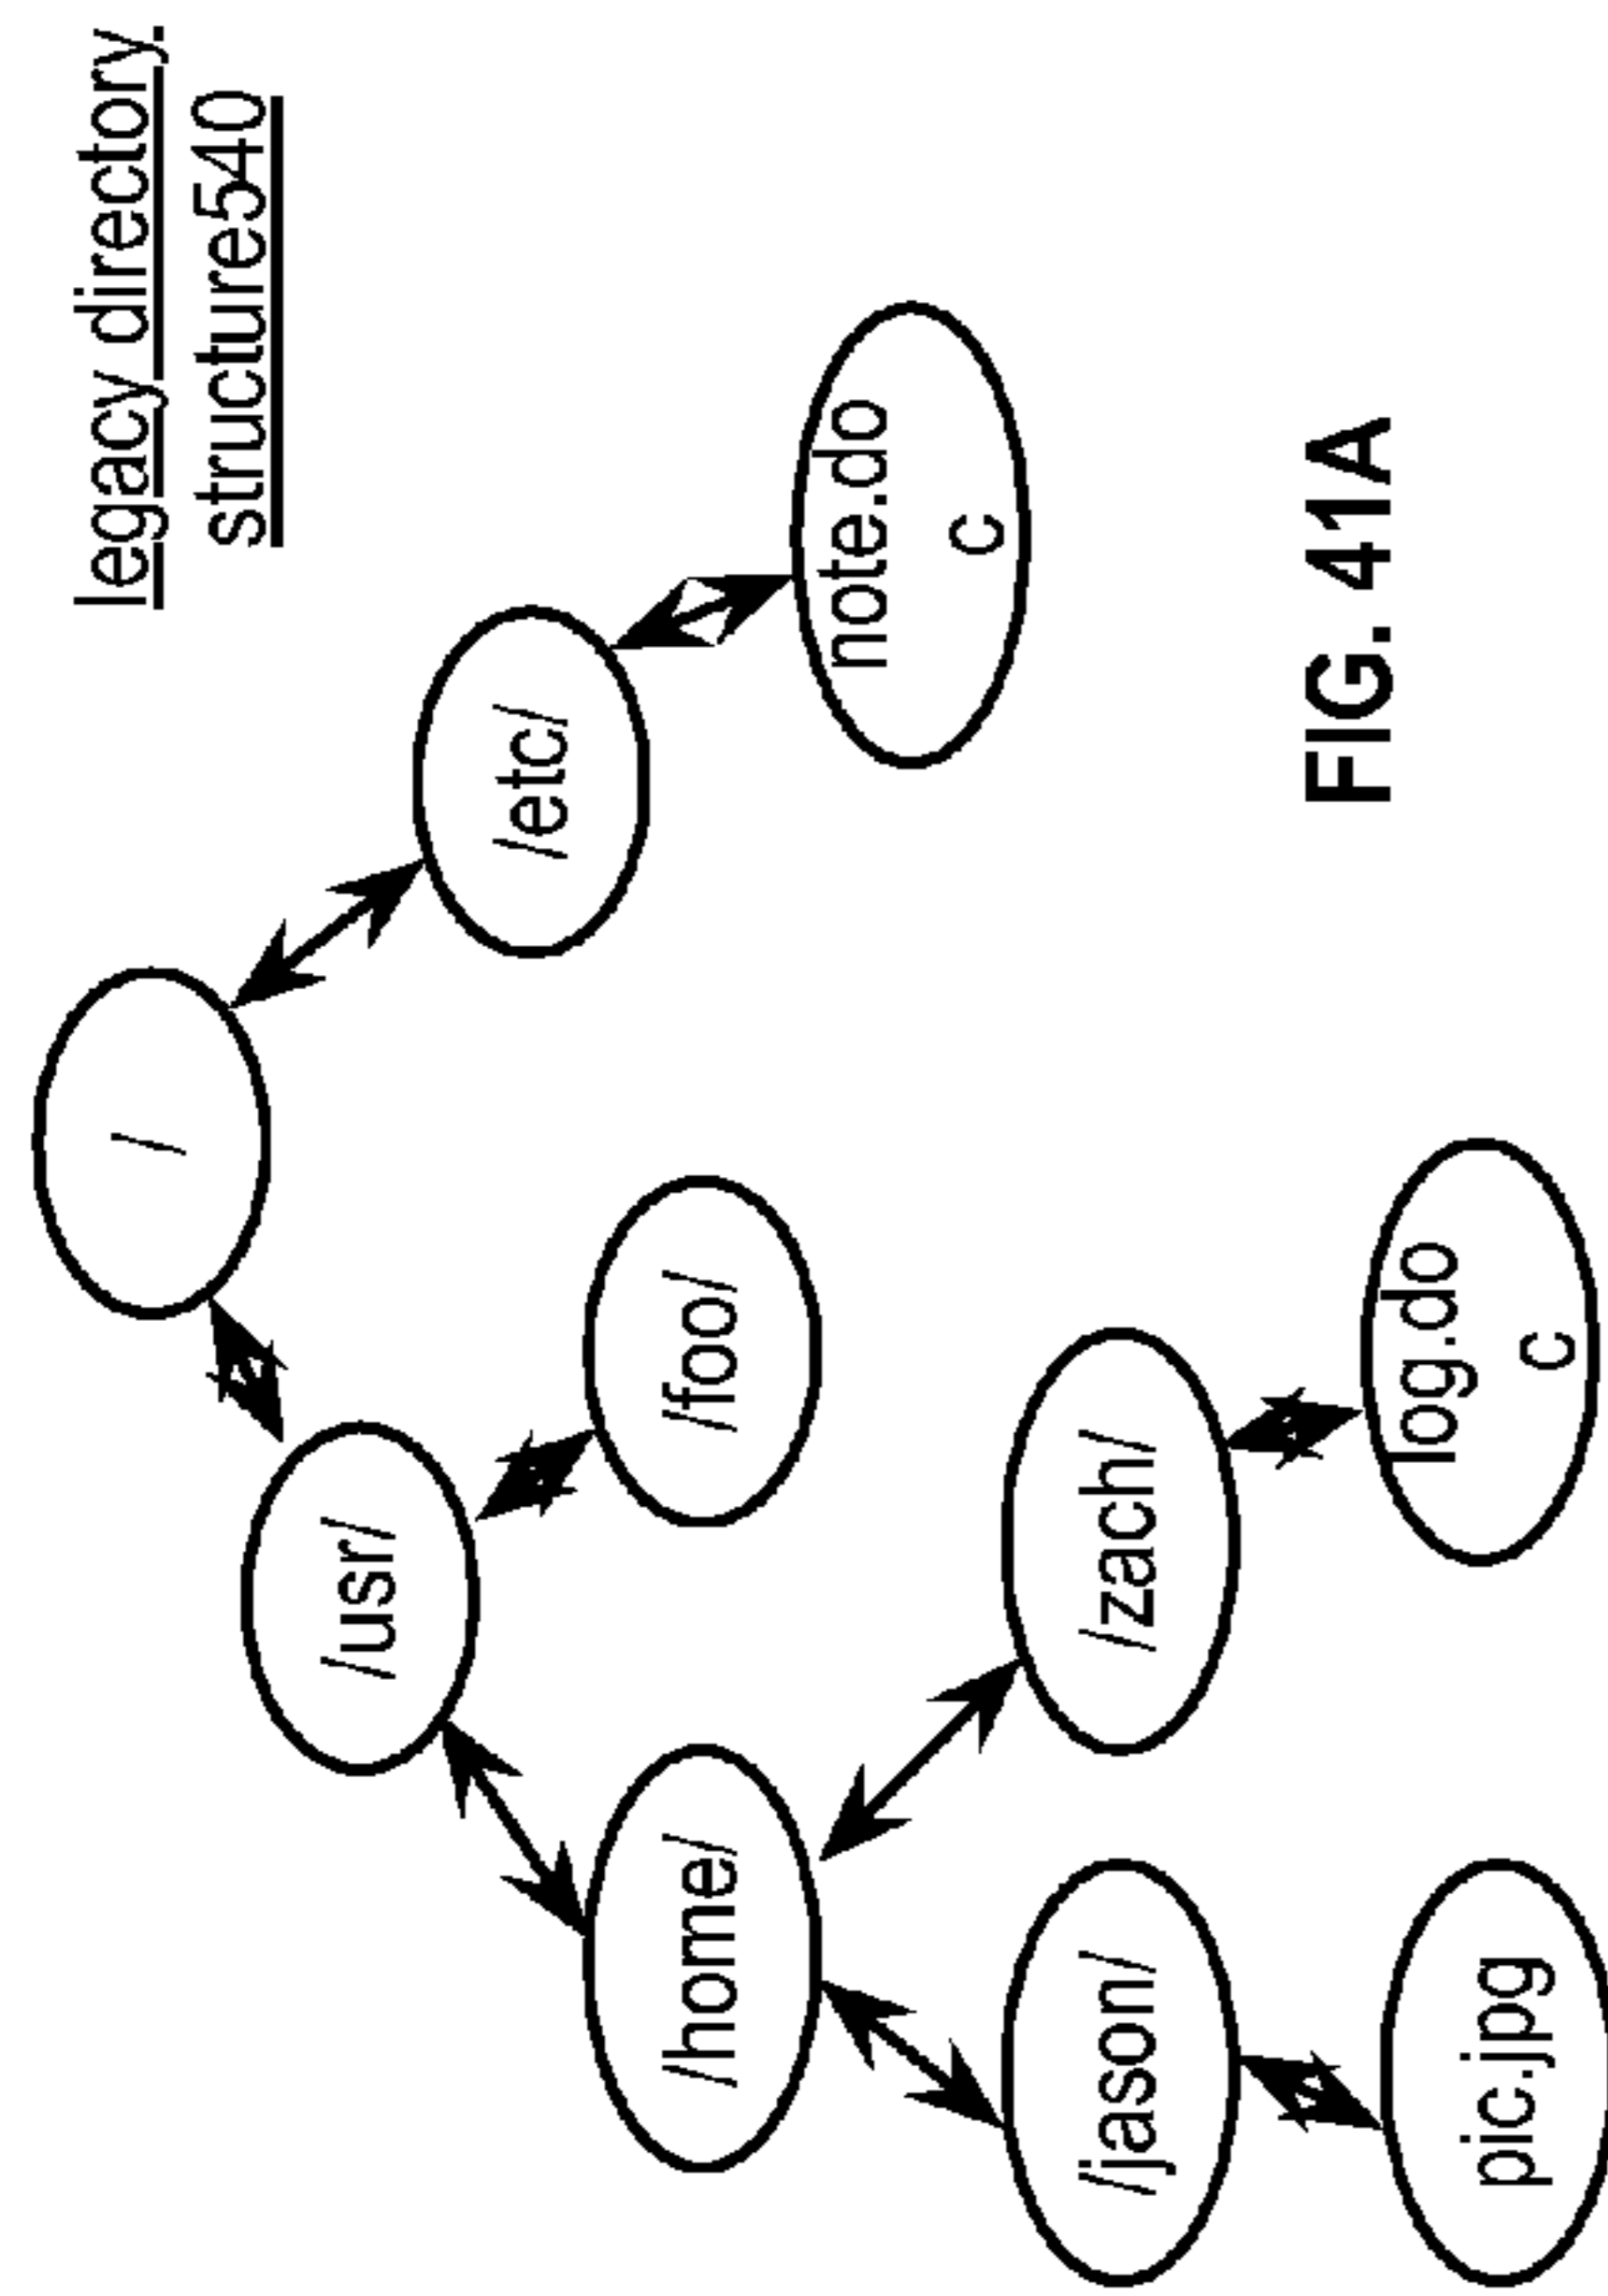 legacy directory
structure540
/
/usr/
/etc/
//home/
//foo/
note.do
c
//jason/
//zach/
pic.jpg
log.do
c
FIG. 41A